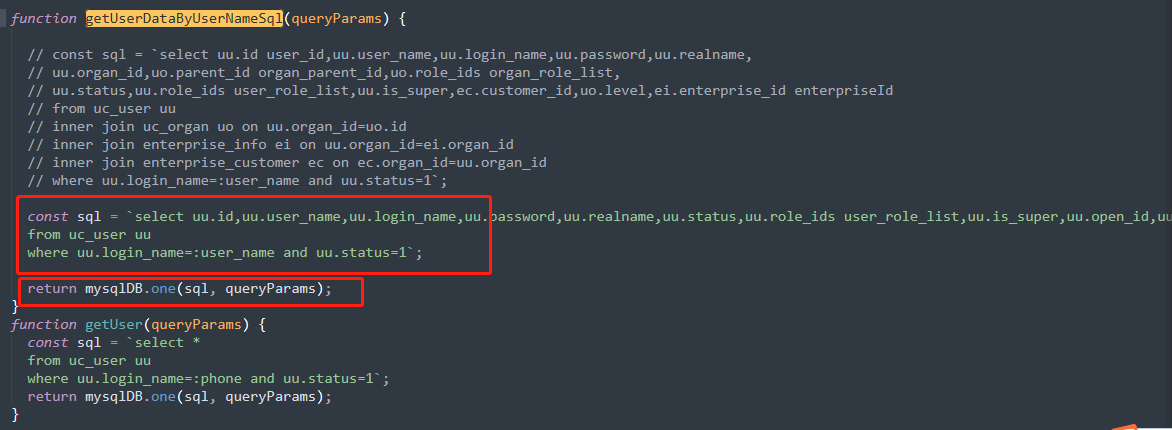 function getUserDataByUserNameSql(queryParams) {
// const sql = `select uu.id user_id,uu.user_name,uu.login_name,uu.password,uu.realname,
// uu.organ_id,uo.parent_id organ_parent_id,uo.role_ids organ_role_list,
// uu.status,uu.role_ids user_role_list,uu.is_super,ec.customer_id,uo.level,ei.enterprise_id enterpriseId
// from uc_user uu
// inner join uc_organ uo on uu.organ_id=uo.id
// inner join enterprise_info ei on uu.organ_id=ei.organ_id
// inner join enterprise_customer ec on ec.organ_id=uu.organ_id
// where uu.login_name=:user_name and uu.status=1`;
const sql = `select uu.id,uu.user_name,uu.login_name,uu.password,uu.realname,uu.status,uu.role_ids user_role_list,uu.is_super,uu.open_id,uu
from uc_user uu
where uu.login_name=:user_name and uu.status=1`;
return mysqlDB.one(sql, queryParams);
}
function getUser(queryParams) {
const sql = `select *
from uc_user uu
where uu.login_name=:phone and uu.status=1`;
return mysqlDB.one(sql, queryParams);
}